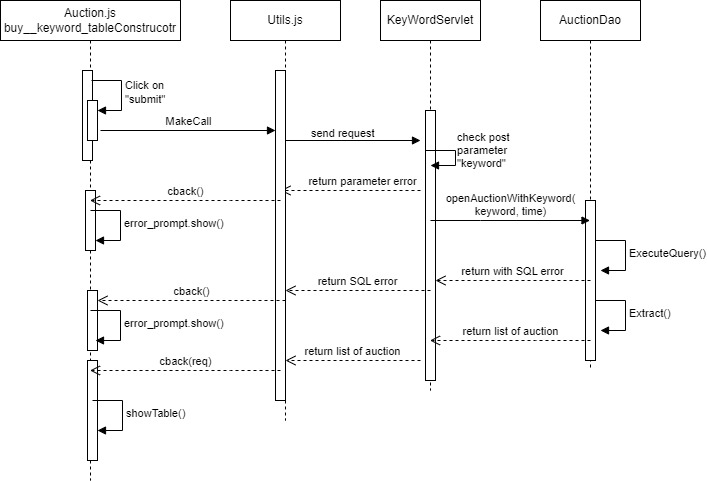 Auction.js
buy__keyword_tableConstrucotr
Utils.js
KeyWordServlet
AuctionDao
Click on
"submit"
MakeCall
send request
check post
parameter
"keyword"
return parameter error
cback()
openAuctionWithKeyword(
keyword, time)
error_prompt.show()
ExecuteQuery()
return with SQL error
return SQL error
cback()
error_prompt.show()
Extract()
return list of auction
return list of auction
cback(req)
showTable()